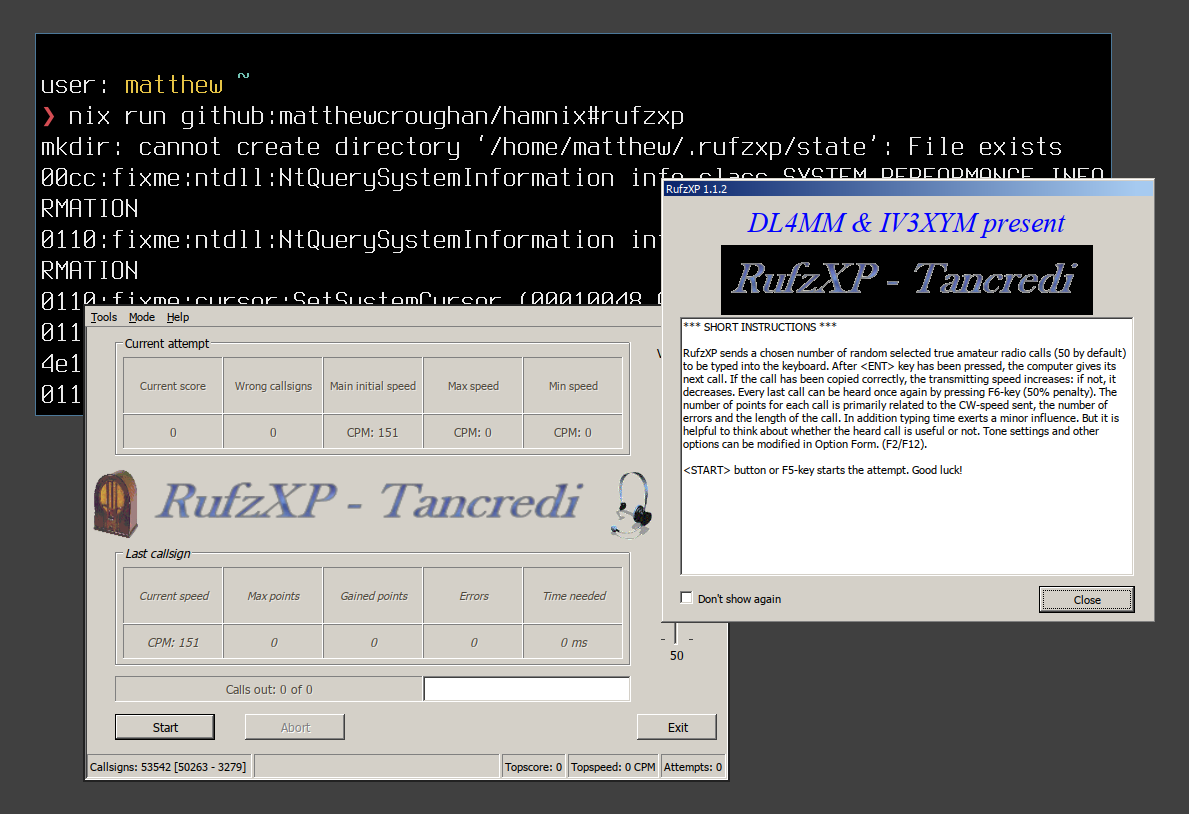 user: matthew ~
❯ nix run github:matthewcroughan/hamnix#rufzxp
mkdir: cannot create directory ‘/home/matthew/.rufzxp/state’: File exists
00cc:fixme:ntdll:NtQuerySystemInformation info_class SYSTEM_PERFORMANCE_INFO
RMATION
0110:fixme:ntdll:NtQuerySystemInformation
RMATION
0110:fixme:cursor:SetSystemCursor (00010048,
011
4e1
011
RufzXP 1.1.2
DL4MM & IV3XYM present
RufzXP - Tancredi
*** SHORT INSTRUCTIONS ***
RufzXP sends a chosen number of random selected true amateur radio calls (50 by default)
to be typed into the keyboard. After <ENT> key has been pressed, the computer gives its
next call. If the call has been copied correctly, the transmitting speed increases: if not, it
decreases. Every last call can be heard once again by pressing F6-key (50% penalty). The
number of points for each call is primarily related to the CW-speed sent, the number of
errors and the length of the call. In addition typing time exerts a minor influence. But it is
helpful to think about whether the heard call is useful or not. Tone settings and other
options can be modified in Option Form. (F2/F12).
<START> button or F5-key starts the attempt. Good luck!
Don't show again
Close
Tools Mode Help
Current attempt
Current score Wrong callsigns Main initial speed Max speed Min speed
0 0 CPM: 151 CPM: 0 CPM: 0
RufzXP - Tancredi
Last callsign
Current speed Max points Gained points Errors Time needed
CPM: 151 0 0 0 0 ms
50
Calls out: 0 of 0
Start Abort Exit
Callsigns: 53542 [50263 - 3279] Topscore: 0 Topspeed: 0 CPM Attempts: 0